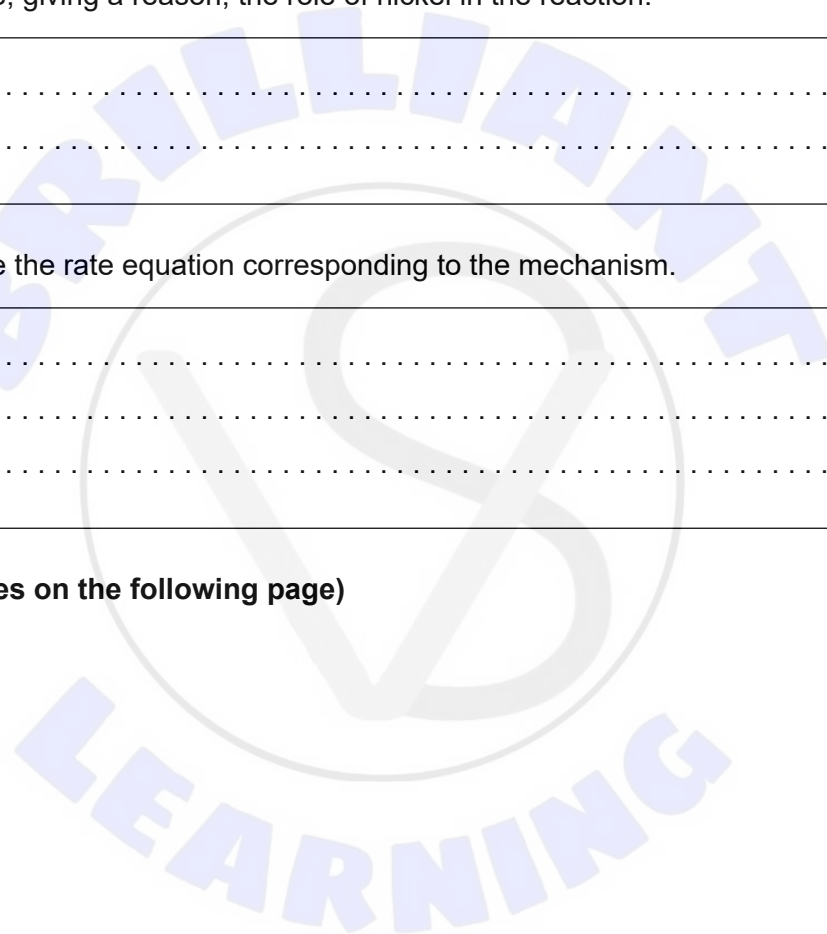 giving a reason, the role of nickel in the reaction.
the rate equation corresponding to the mechanism.
on the following page)
BRILLIANT
VS
LEARNING